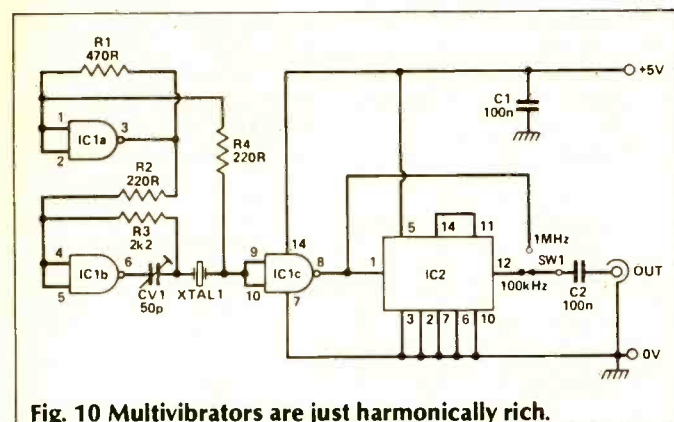 R1
470R
+5V
C1
100n
1
2
IC1a
3
R4
220R
R2
220R
R3
2k2
14
11
1MHz
4
5
IC1b
6
CV1
50p
XTAL1
9
10
IC1c
14
8
7
1
5
IC2
12
SW1
100kHz
C2
100n
OUT
3
2
7
6
10
0V
Fig. 10 Multivibrators are just harmonically rich.